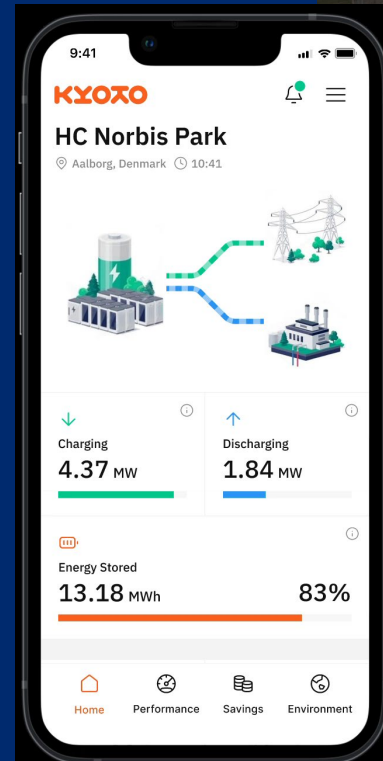 9:41
KYOTO
HC Norbis Park
Aalborg, Denmark 10:41
Charging
4.37 MW
Discharging
1.84 MW
Energy Stored
13.18 MWh 83%
Home Performance Savings Environment